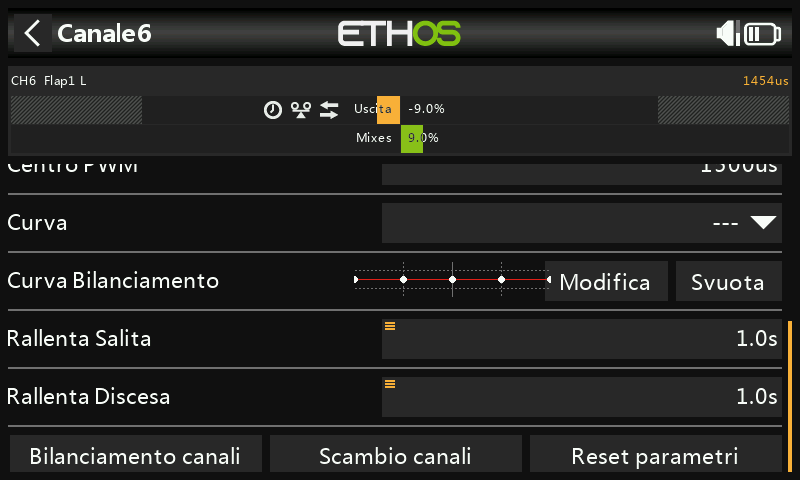 Canale6
ETHOS
CH6 Flap1 L
1454us
Uscita -9.0%
Mixes 9.0%
Centro PWM 1500us
Curva ---
Curva Bilanciamento Modifica Svuota
Rallenta Salita 1.0s
Rallenta Discesa 1.0s
Bilanciamento canali Scambio canali Reset parametri